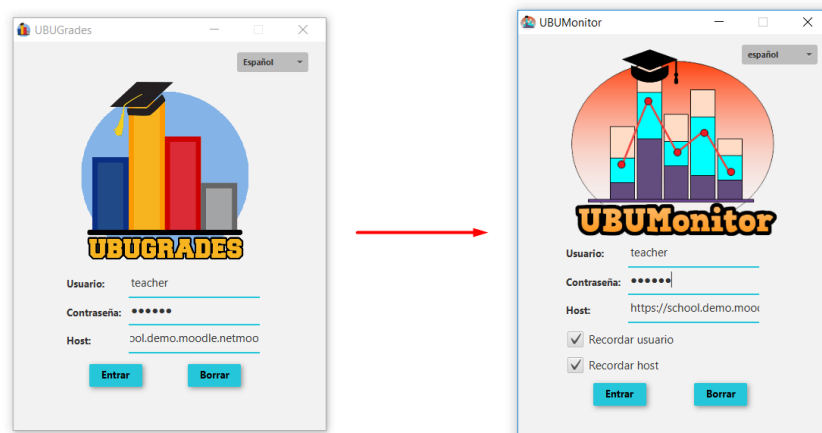 UBUGrades
Español
UBUGRADES
Usuario: teacher
Contraseña: ●●●●●●
Host: ool.demo.moodle.netmoo
Entrar Borrar
UBUMonitor
español
UBUMonitor
Usuario: teacher
Contraseña: ●●●●●●
Host: https://school.demo.mood
Recordar usuario
Recordar host
Entrar Borrar